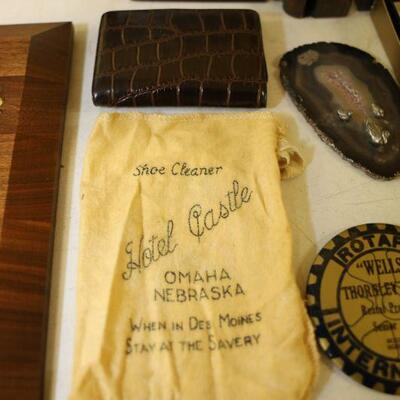 Shoe Cleaner
Hotel Castle
OMAHA
NEBRASKA
WHEN IN DES MOINES
STAY AT THE SAVERY
ROTAR
"WELLS
THORNLEY
INTERN